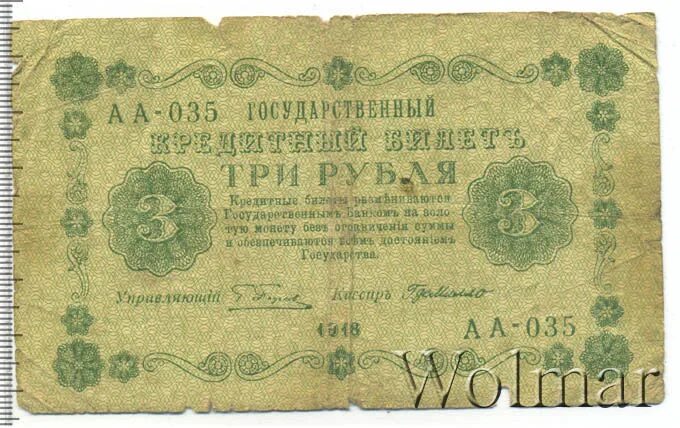 АА-035 ГОСУДАРСТВЕННЫЙ
КРЕДИТНЫЙ БИЛЕТЪ
ТРИ РУБЛЯ
3 3
Кредитные билеты размѣниваются
Государственнымъ банкомъ на золо-
тую монету безъ ограниченія суммы
и обезпечиваются всѣмъ достояніемъ
Государства.
Управляющій Кассиръ
1918
АА-035
Wolmar